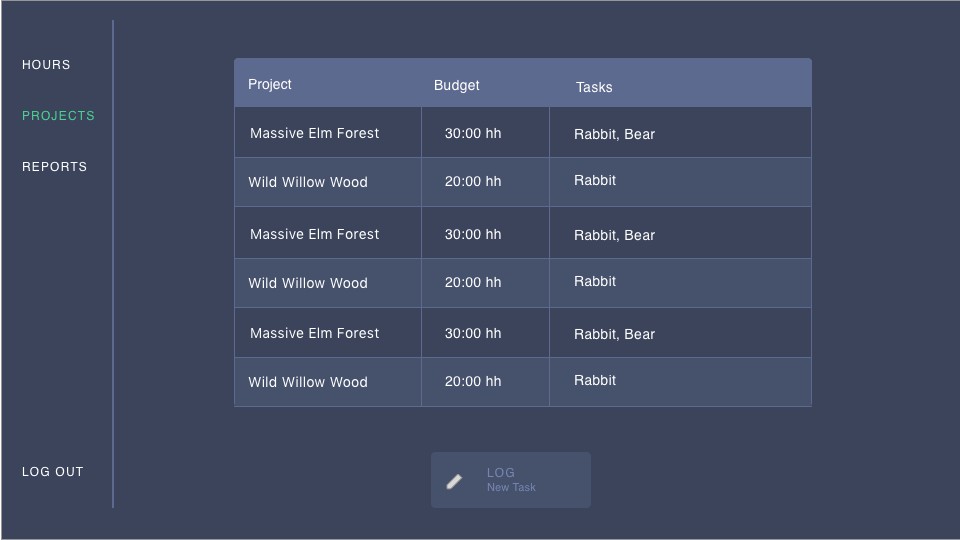 HOURS
PROJECTS
REPORTS
LOG OUT
Project Budget Tasks
Massive Elm Forest 30:00 hh Rabbit, Bear
Wild Willow Wood 20:00 hh Rabbit
Massive Elm Forest 30:00 hh Rabbit, Bear
Wild Willow Wood 20:00 hh Rabbit
Massive Elm Forest 30:00 hh Rabbit, Bear
Wild Willow Wood 20:00 hh Rabbit
LOG
New Task